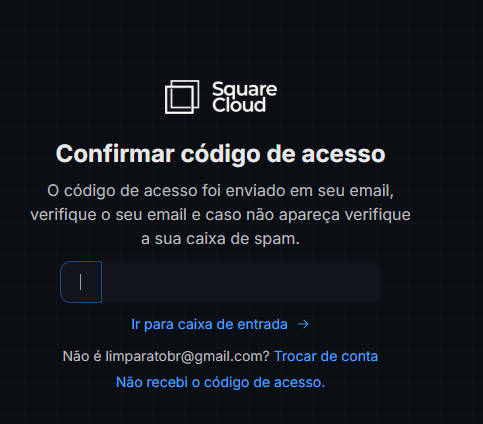 Square
Cloud
Confirmar código de acesso
O código de acesso foi enviado em seu email,
verifique o seu email e caso não apareça verifique
a sua caixa de spam.
Ir para caixa de entrada →
Não é limparatobr@gmail.com? Trocar de conta
Não recebi o código de acesso.